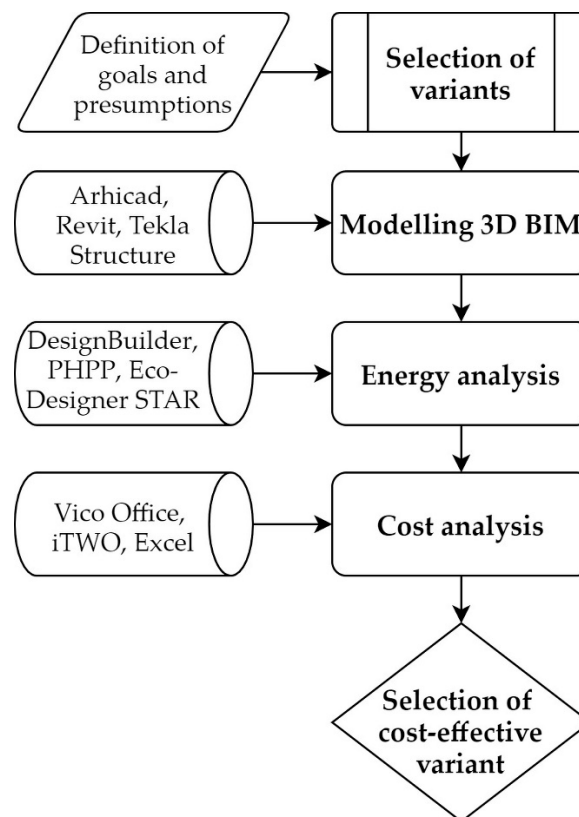 Definition of
goals and
presumptions
Selection of
variants
Arhicad,
Revit, Tekla
Structure
Modelling 3D BIM
DesignBuilder,
PHPP, Eco-
Designer STAR
Energy analysis
Vico Office,
iTWO, Excel
Cost analysis
Selection of
cost-effective
variant